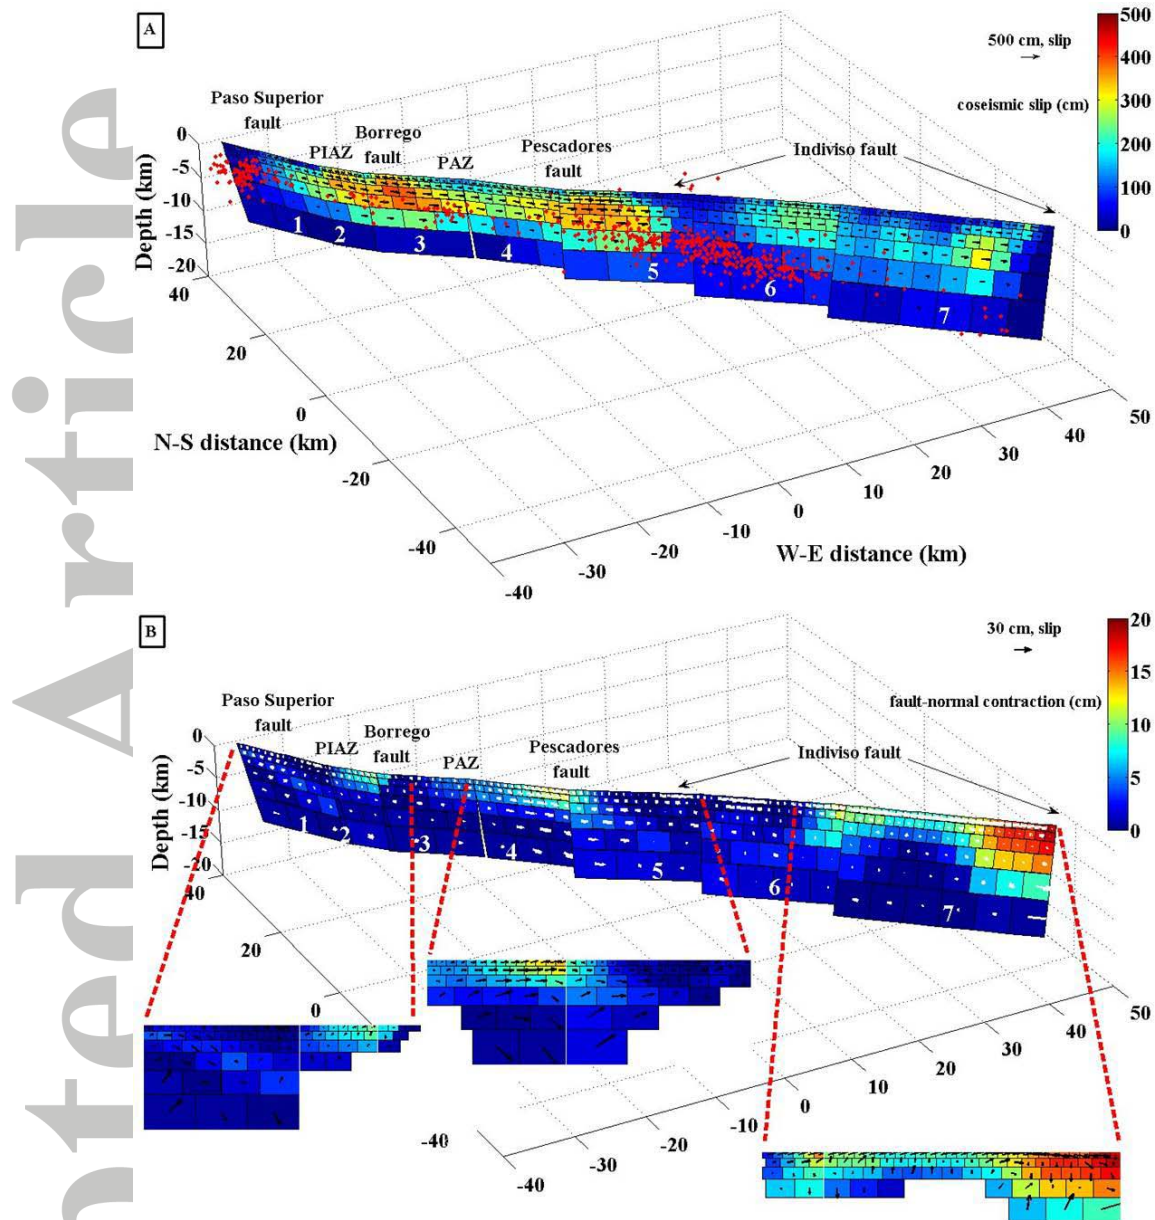 A
500
500 cm, slip
400
coseismic slip (cm)
300
200
100
0
Paso Superior
fault
PIAZ
Borrego
fault
PAZ
Pescadores
fault
Indiviso fault
0
-5
-10
-15
-20
Depth (km)
1
2
3
4
5
6
7
40
20
0
-20
-40
N-S distance (km)
-40
-30
-20
-10
0
10
20
30
40
50
W-E distance (km)
B
20
30 cm, slip
15
fault-normal contraction (cm)
10
5
0
Paso Superior
fault
PIAZ
Borrego
fault
PAZ
Pescadores
fault
Indiviso fault
0
-5
-10
-15
-20
Depth (km)
1
2
3
4
5
6
7
40
20
0
-40
-40
-30
-20
-10
0
10
20
30
40
50
nted Article